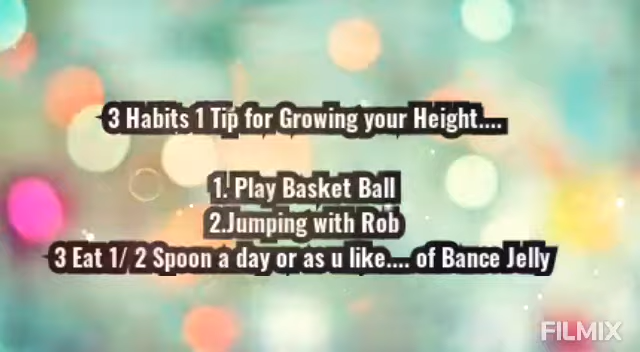 3 Habits 1 Tip for Growing your Height....
1. Play Basket Ball
2.Jumping with Rob
3 Eat 1/ 2 Spoon a day or as u like.... of Bance Jelly
FILMIX